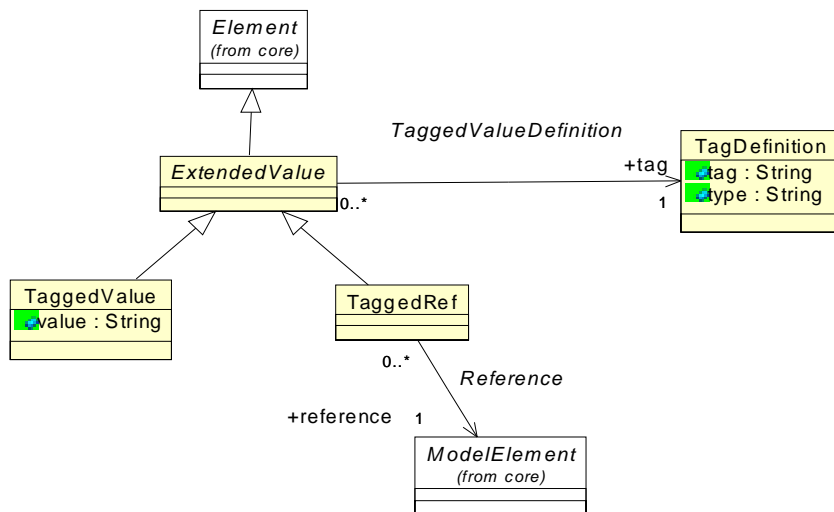 Element
(from core)
TaggedValueDefinition
ExtendedValue
0..*
+tag
1
TagDefinition
tag : String
type : String
TaggedValue
value : String
TaggedRef
0..*
Reference
+reference 1
ModelElement
(from core)